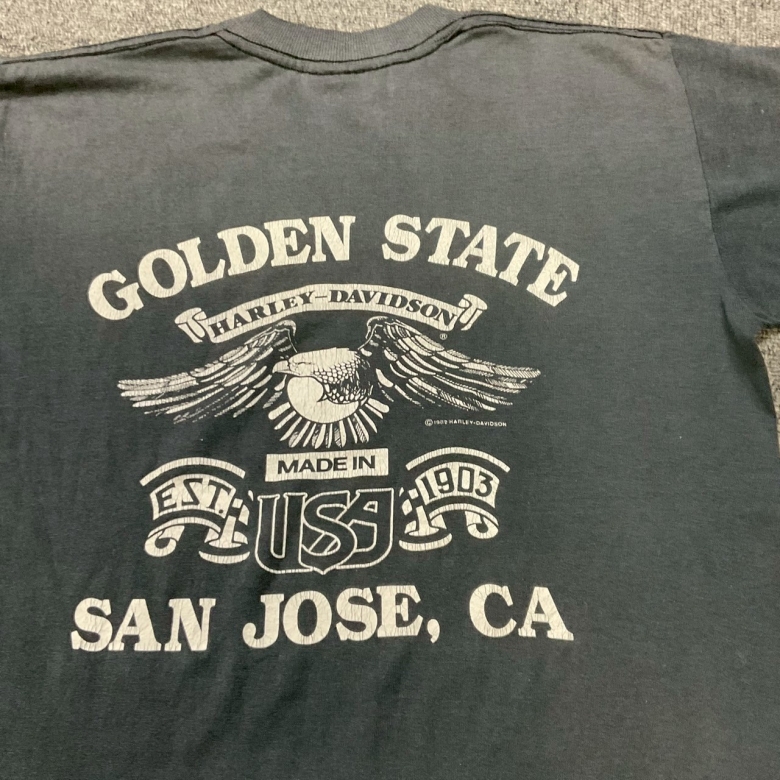 GOLDEN STATE
HARLEY-DAVIDSON
®
© HARLEY-DAVIDSON
MADE IN
EST. 1903
USA
SAN JOSE, CA